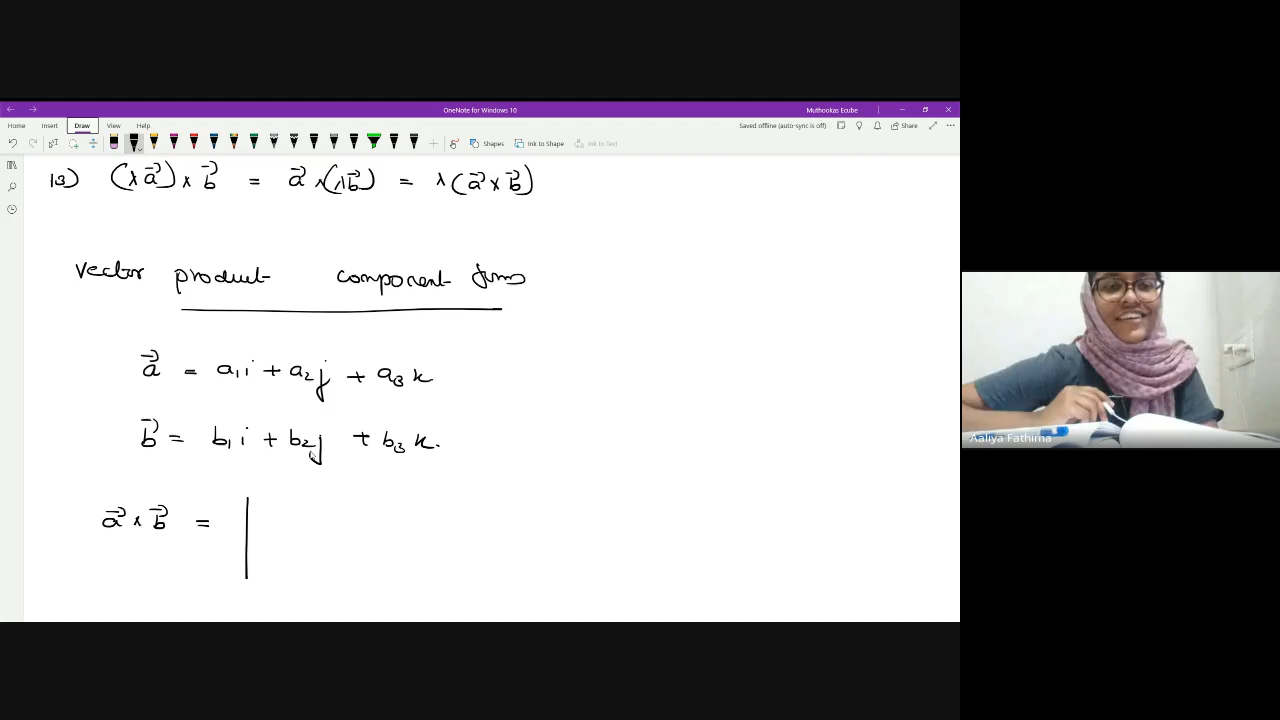 OneNote for Windows 10
Muthookas Ecube
Home Insert Draw View Help
Saved offline (auto-sync is off) Share
Shapes Ink to Shape Ink to Text
13) (λa⃗) × b⃗ = a⃗ × (λb⃗) = λ(a⃗ × b⃗)
vector product component form
a⃗ = a₁i + a₂j + a₃k
b⃗ = b₁i + b₂j + b₃k.
a⃗ × b⃗ = |
Aaliya Fathima